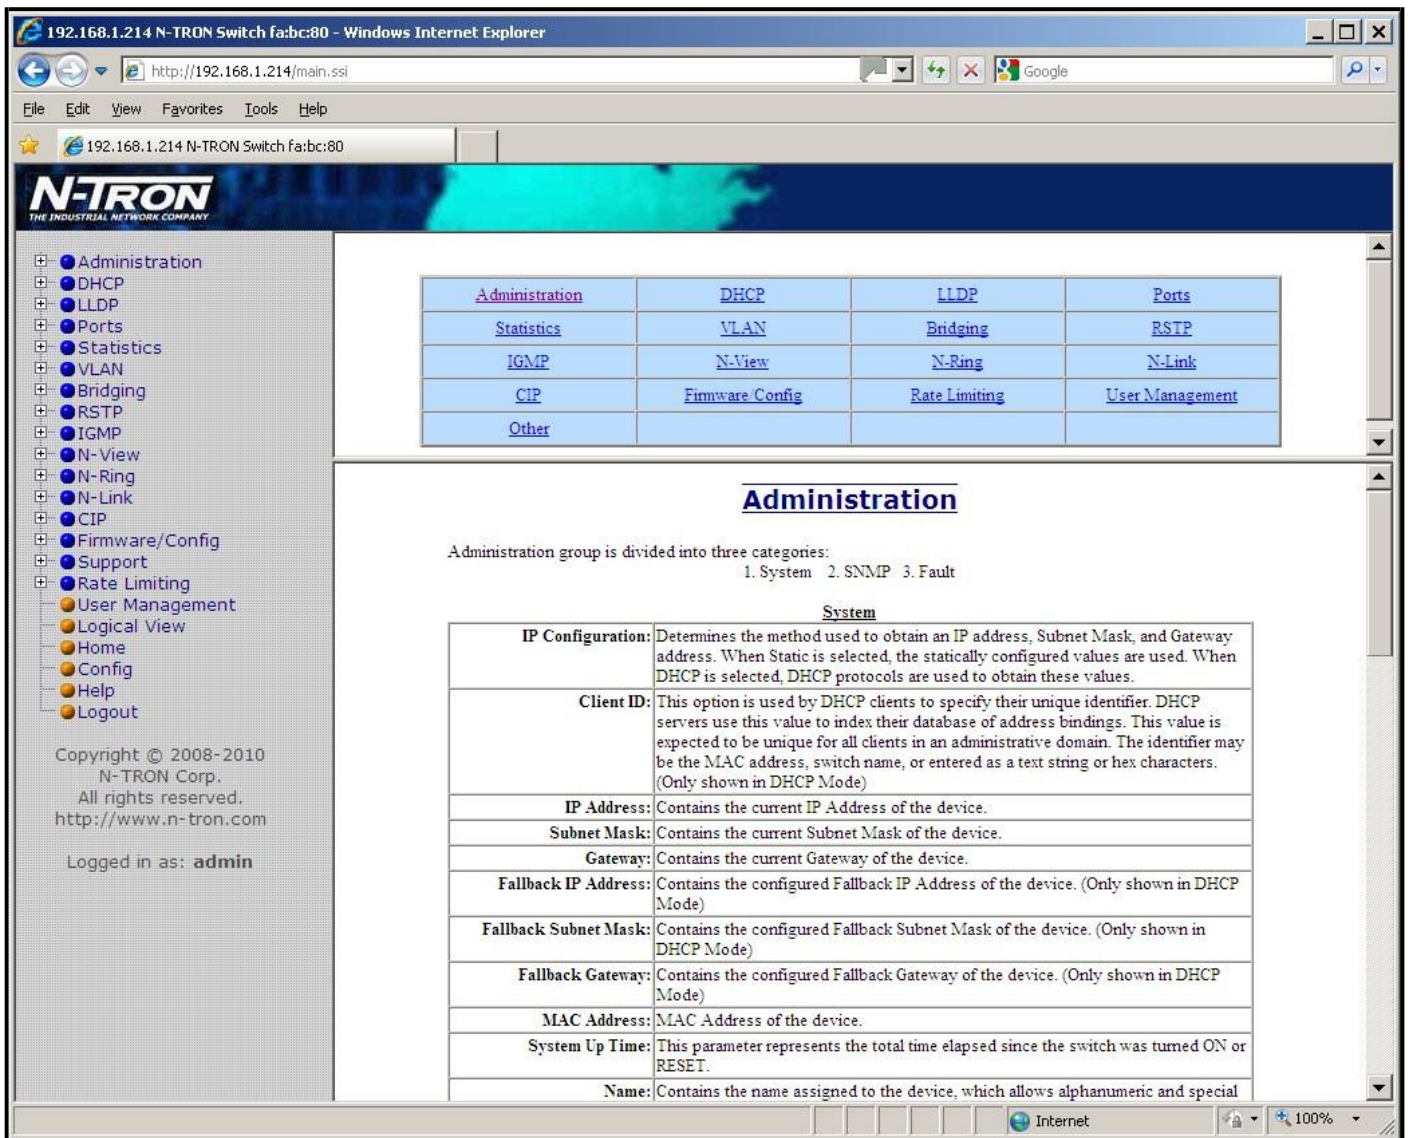 192.168.1.214 N-TRON Switch fa:bc:80 - Windows Internet Explorer
http://192.168.1.214/main.ssi
Google
File Edit View Favorites Tools Help
192.168.1.214 N-TRON Switch fa:bc:80
N-TRON
THE INDUSTRIAL NETWORK COMPANY
Administration
DHCP
LLDP
Ports
Statistics
VLAN
Bridging
RSTP
IGMP
N-View
N-Ring
N-Link
CIP
Firmware/Config
Support
Rate Limiting
User Management
Logical View
Home
Config
Help
Logout
Copyright © 2008-2010
N-TRON Corp.
All rights reserved.
http://www.n-tron.com
Logged in as: admin
Administration DHCP LLDP Ports
Statistics VLAN Bridging RSTP
IGMP N-View N-Ring N-Link
CIP Firmware/Config Rate Limiting User Management
Other
Administration
Administration group is divided into three categories:
1. System 2. SNMP 3. Fault
System
IP Configuration: Determines the method used to obtain an IP address, Subnet Mask, and Gateway
address. When Static is selected, the statically configured values are used. When
DHCP is selected, DHCP protocols are used to obtain these values.
Client ID: This option is used by DHCP clients to specify their unique identifier. DHCP
servers use this value to index their database of address bindings. This value is
expected to be unique for all clients in an administrative domain. The identifier may
be the MAC address, switch name, or entered as a text string or hex characters.
(Only shown in DHCP Mode)
IP Address: Contains the current IP Address of the device.
Subnet Mask: Contains the current Subnet Mask of the device.
Gateway: Contains the current Gateway of the device.
Fallback IP Address: Contains the configured Fallback IP Address of the device. (Only shown in DHCP
Mode)
Fallback Subnet Mask: Contains the configured Fallback Subnet Mask of the device. (Only shown in
DHCP Mode)
Fallback Gateway: Contains the configured Fallback Gateway of the device. (Only shown in DHCP
Mode)
MAC Address: MAC Address of the device.
System Up Time: This parameter represents the total time elapsed since the switch was turned ON or
RESET.
Name: Contains the name assigned to the device, which allows alphanumeric and special
Internet
100%